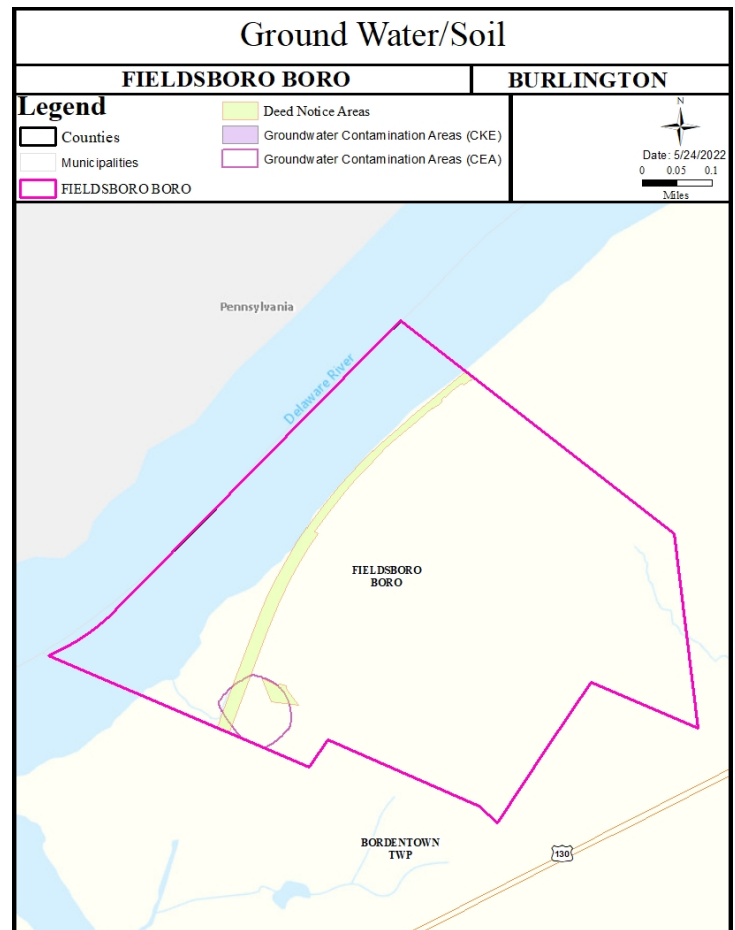 Ground Water/Soil
FIELDSBORO BORO
BURLINGTON
Legend
Counties
Municipalities
FIELDSBORO BORO
Deed Notice Areas
Groundwater Contamination Areas (CKE)
Groundwater Contamination Areas (CEA)
N
Date: 5/24/2022
0 0.05 0.1
Miles
Pennsylvania
Delaware River
FIELDSBORO
BORO
BORDENTOWN
TWP
130